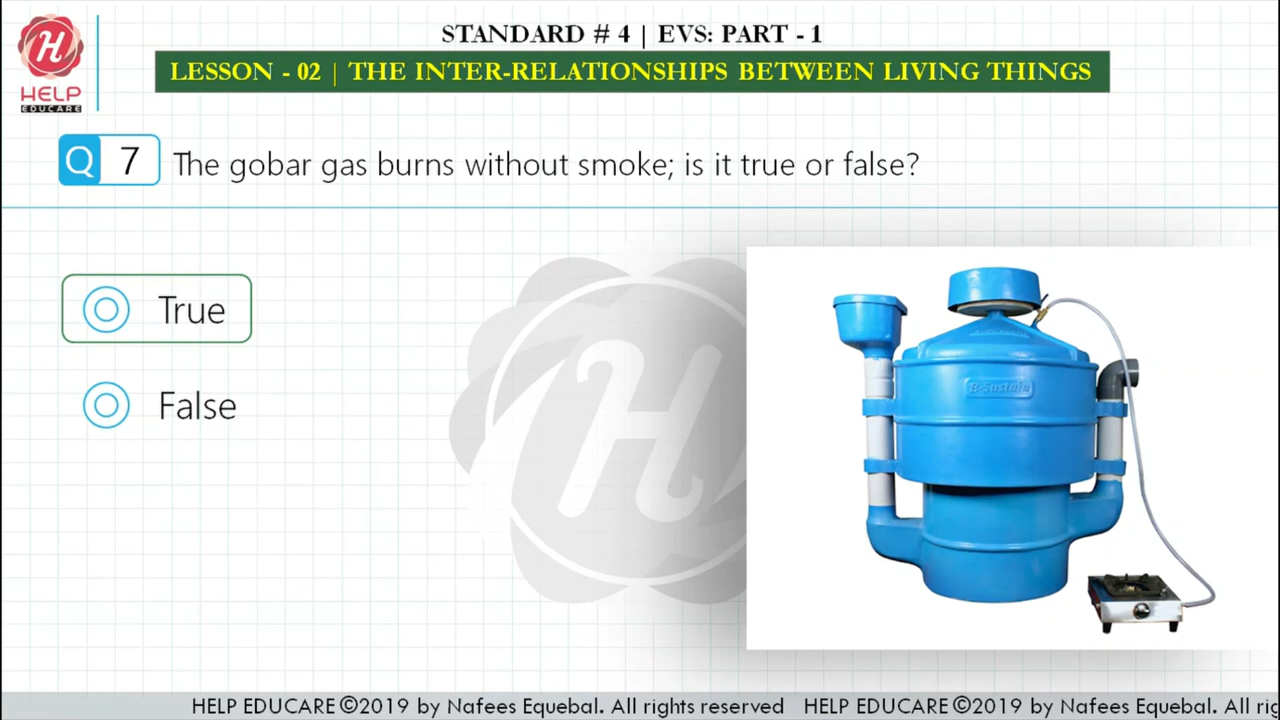 STANDARD # 4 | EVS: PART - 1
LESSON - 02 | THE INTER-RELATIONSHIPS BETWEEN LIVING THINGS
H
HELP
EDUCARE
Q 7 The gobar gas burns without smoke; is it true or false?
True
False
H
B-Sustain
HELP EDUCARE ©2019 by Nafees Equebal. All rights reserved HELP EDUCARE ©2019 by Nafees Equebal. All rig